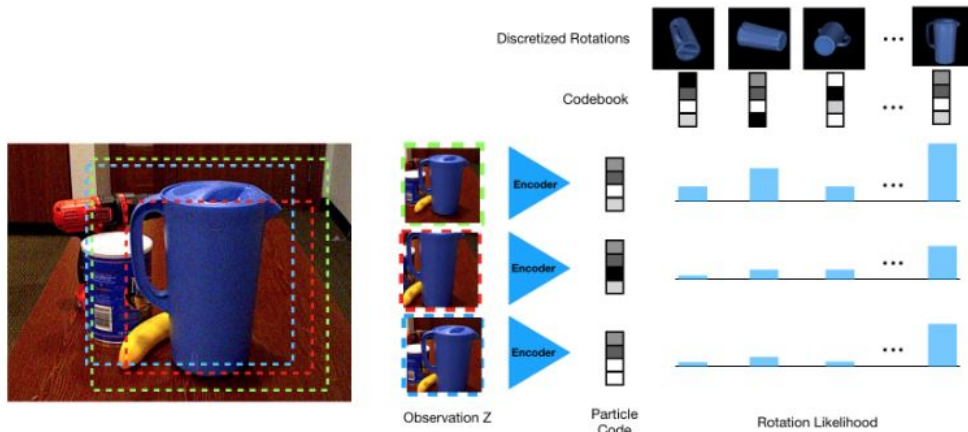 Discretized Rotations
Codebook
...
...
Encoder
...
Encoder
...
Encoder
...
Observation Z
Particle
Code
Rotation Likelihood